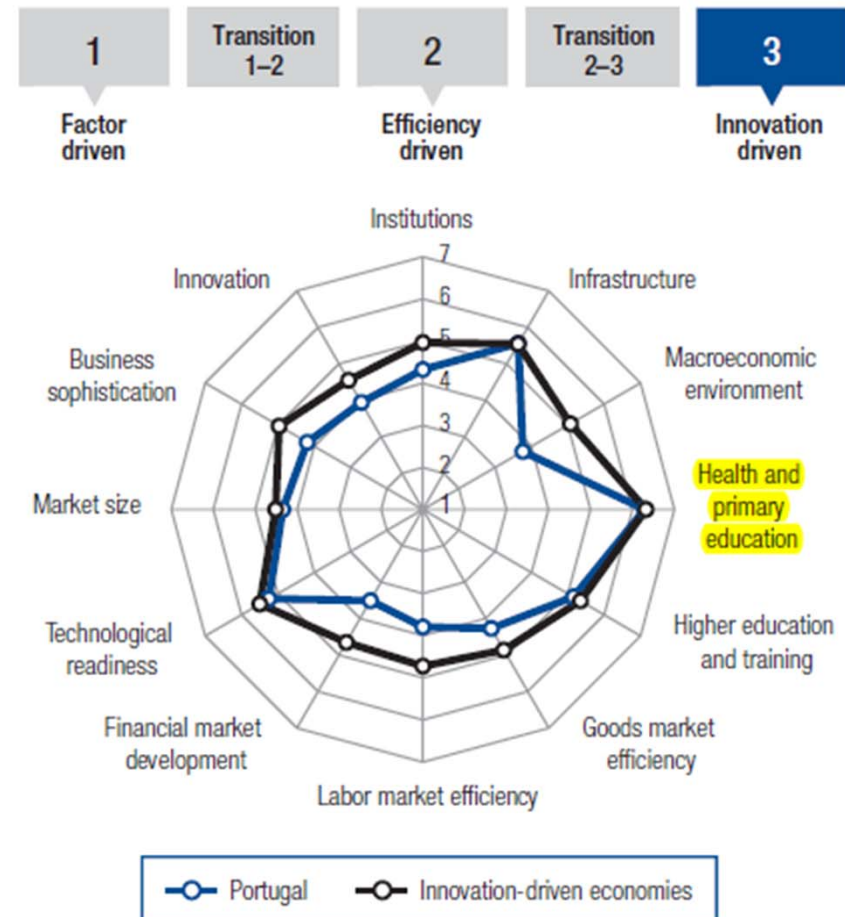 1
Transition
1–2
2
Transition
2–3
3
Factor
driven
Efficiency
driven
Innovation
driven
Institutions
Innovation
7
Infrastructure
6
Business
sophistication
5
Macroeconomic
environment
4
3
2
Market size
1
Health and
primary
education
Technological
readiness
Higher education
and training
Financial market
development
Goods market
efficiency
Labor market efficiency
Portugal
Innovation-driven economies